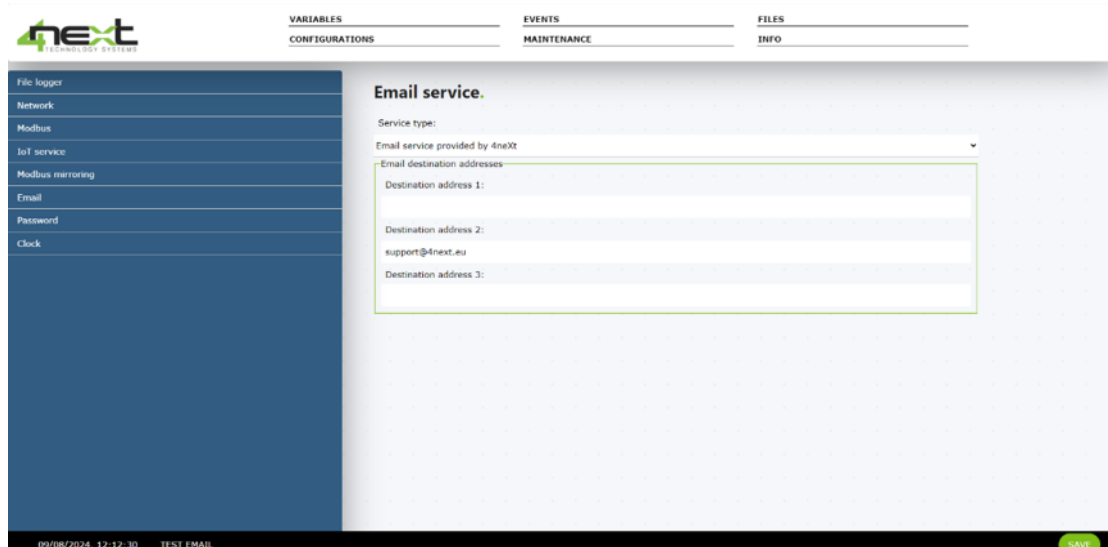 4next
TECHNOLOGY SYSTEMS
VARIABLES
EVENTS
FILES
CONFIGURATIONS
MAINTENANCE
INFO
File logger
Network
Modbus
IoT service
Modbus mirroring
Email
Password
Clock
Email service.
Service type:
Email service provided by 4neXt
Email destination addresses
Destination address 1:
Destination address 2:
support@4next.eu
Destination address 3:
09/08/2024, 12:12:30 TEST EMAIL
SAVE